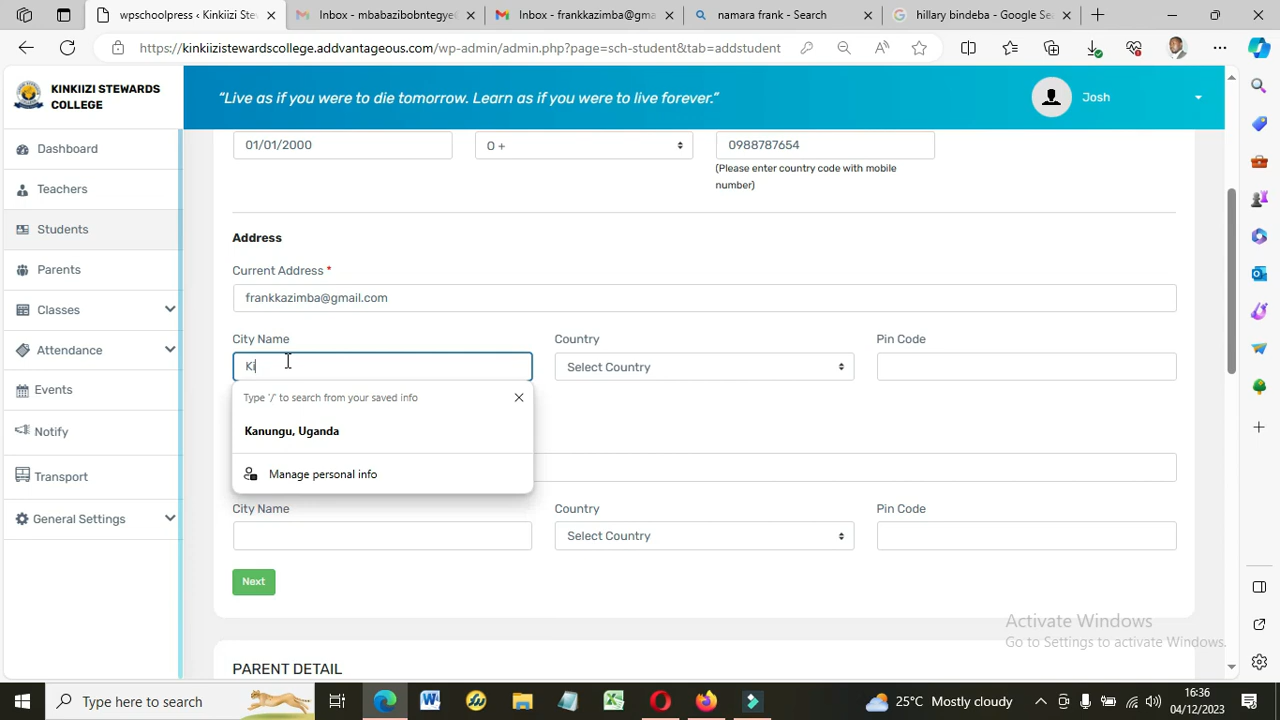 wpschoolpress ‹ Kinkiizi Ste
Inbox - mbabazibobntegye
Inbox - frankkazimba@gma
namara frank - Search
hillary bindeba - Google Se
https://kinkiizistewardscollege.addvantageous.com/wp-admin/admin.php?page=sch-student&tab=addstudent
KINKIIZI STEWARDS
COLLEGE
“Live as if you were to die tomorrow. Learn as if you were to live forever.”
Josh
Dashboard
Teachers
Students
Parents
Classes
Attendance
Events
Notify
Transport
General Settings
01/01/2000
O +
0988787654
(Please enter country code with mobile
number)
Address
Current Address *
frankkazimba@gmail.com
City Name
Country
Pin Code
Ki
Select Country
Type '/' to search from your saved info
Kanungu, Uganda
Manage personal info
City Name
Country
Pin Code
Select Country
Next
Activate Windows
Go to Settings to activate Windows.
PARENT DETAIL
Type here to search
25°C Mostly cloudy
16:36
04/12/2023